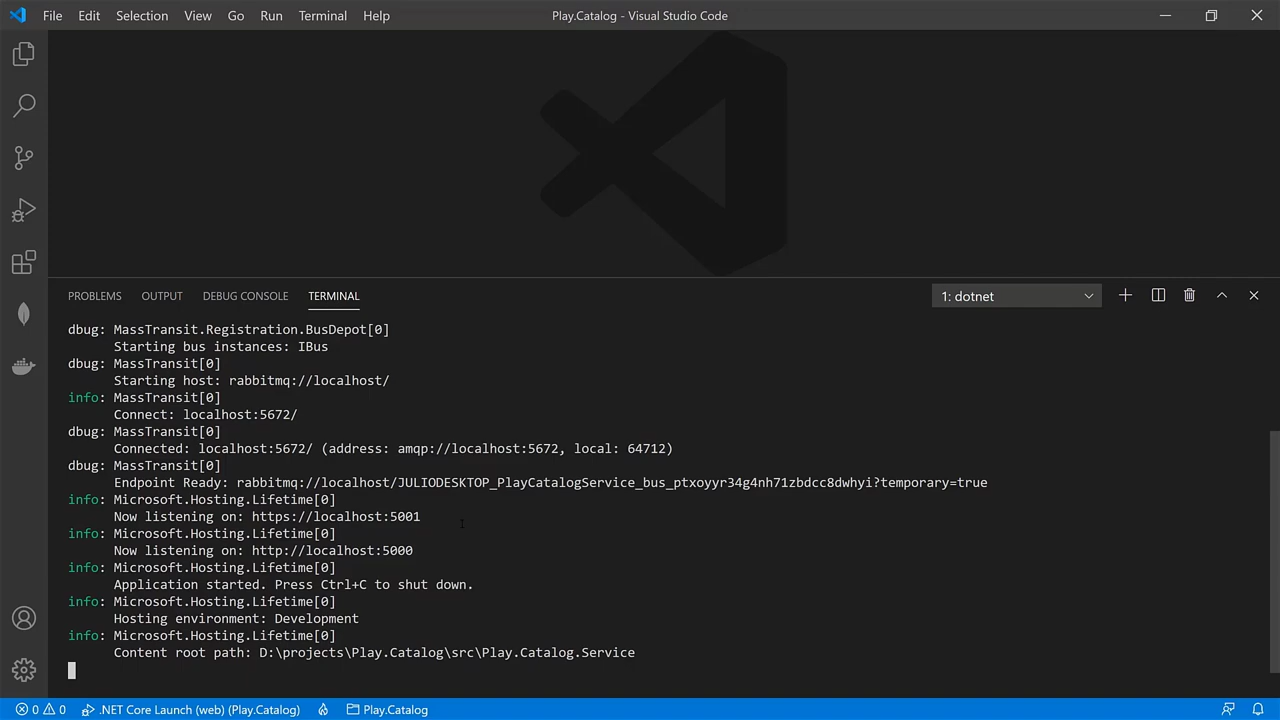 File Edit Selection View Go Run Terminal Help Play.Catalog - Visual Studio Code
PROBLEMS OUTPUT DEBUG CONSOLE TERMINAL 1: dotnet
dbug: MassTransit.Registration.BusDepot[0]
Starting bus instances: IBus
dbug: MassTransit[0]
Starting host: rabbitmq://localhost/
info: MassTransit[0]
Connect: localhost:5672/
dbug: MassTransit[0]
Connected: localhost:5672/ (address: amqp://localhost:5672, local: 64712)
dbug: MassTransit[0]
Endpoint Ready: rabbitmq://localhost/JULIODESKTOP_PlayCatalogService_bus_ptxoyyr34g4nh71zbdcc8dwhyi?temporary=true
info: Microsoft.Hosting.Lifetime[0]
Now listening on: https://localhost:5001
info: Microsoft.Hosting.Lifetime[0]
Now listening on: http://localhost:5000
info: Microsoft.Hosting.Lifetime[0]
Application started. Press Ctrl+C to shut down.
info: Microsoft.Hosting.Lifetime[0]
Hosting environment: Development
info: Microsoft.Hosting.Lifetime[0]
Content root path: D:\projects\Play.Catalog\src\Play.Catalog.Service
0 0 .NET Core Launch (web) (Play.Catalog) Play.Catalog